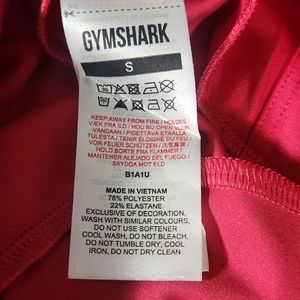 GYMSHARK
S
KEEP AWAY FROM FIRE / HOLDES
VÆK FRA ILD / HOU BIJ OPEN VUUR
VANDAAN / PIDETTÄVÄ ETÄÄLLÄ
TULESTA / TENIR ÉLOIGNÉ DU FEU /
VOR FEUER SCHÜTZEN /
HOLD BORTE FRA FLAMMER /
MANTENER ALEJADO DEL FUEGO /
SKYDDA MOT ELD
B1A1U
MADE IN VIETNAM
78% POLYESTER
22% ELASTANE
EXCLUSIVE OF DECORATION,
WASH WITH SIMILAR COLOURS,
DO NOT USE SOFTENER
COOL WASH, DO NOT BLEACH,
DO NOT TUMBLE DRY, COOL
IRON, DO NOT DRY CLEAN